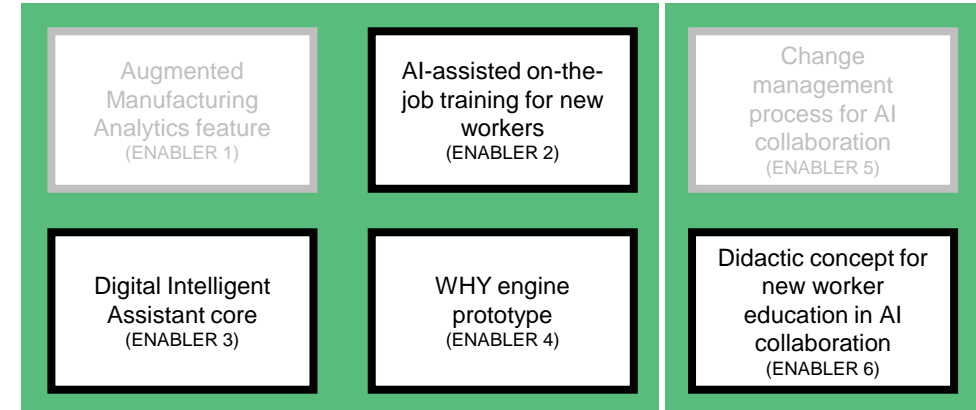 Augmented
Manufacturing
Analytics feature
(ENABLER 1)
AI-assisted on-the-
job training for new
workers
(ENABLER 2)
Change
management
process for AI
collaboration
(ENABLER 5)
Digital Intelligent
Assistant core
(ENABLER 3)
WHY engine
prototype
(ENABLER 4)
Didactic concept for
new worker
education in AI
collaboration
(ENABLER 6)